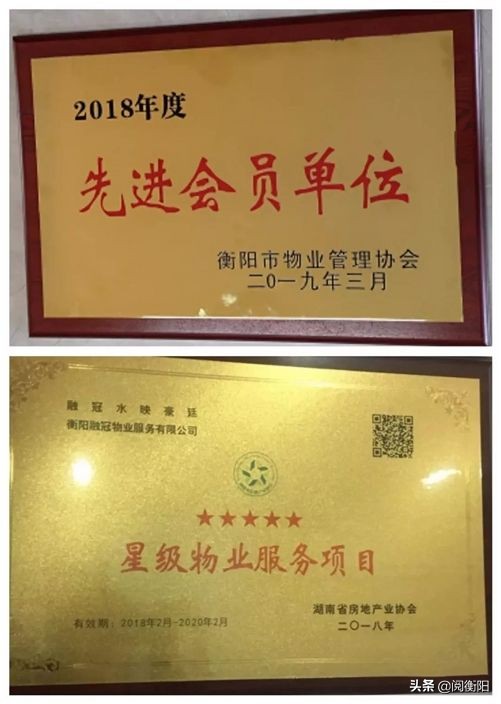 2018年度
先进会员单位
衡阳市物业管理协会
二0一九年三月
融冠水映豪廷
衡阳融冠物业服务有限公司
★★★★★
星级物业服务项目
湖南省房地产业协会
有效期：2018年2月-2020年2月
二〇一八年
头条 @阅衡阳